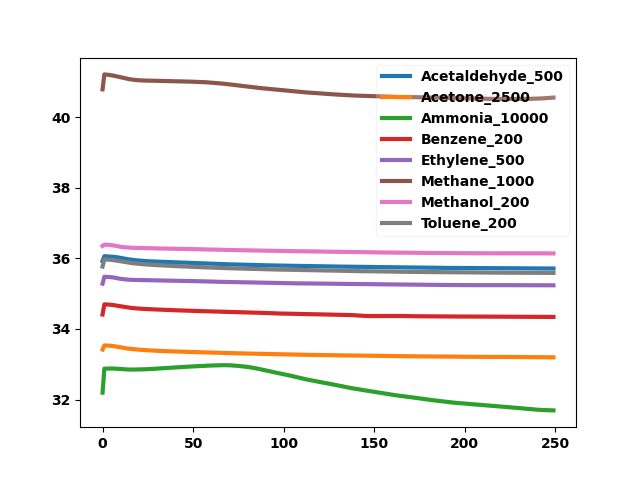 Acetaldehyde_500
Acetone_2500
Ammonia_10000
Benzene_200
Ethylene_500
Methane_1000
Methanol_200
Toluene_200
40
38
36
34
32
0 50 100 150 200 250